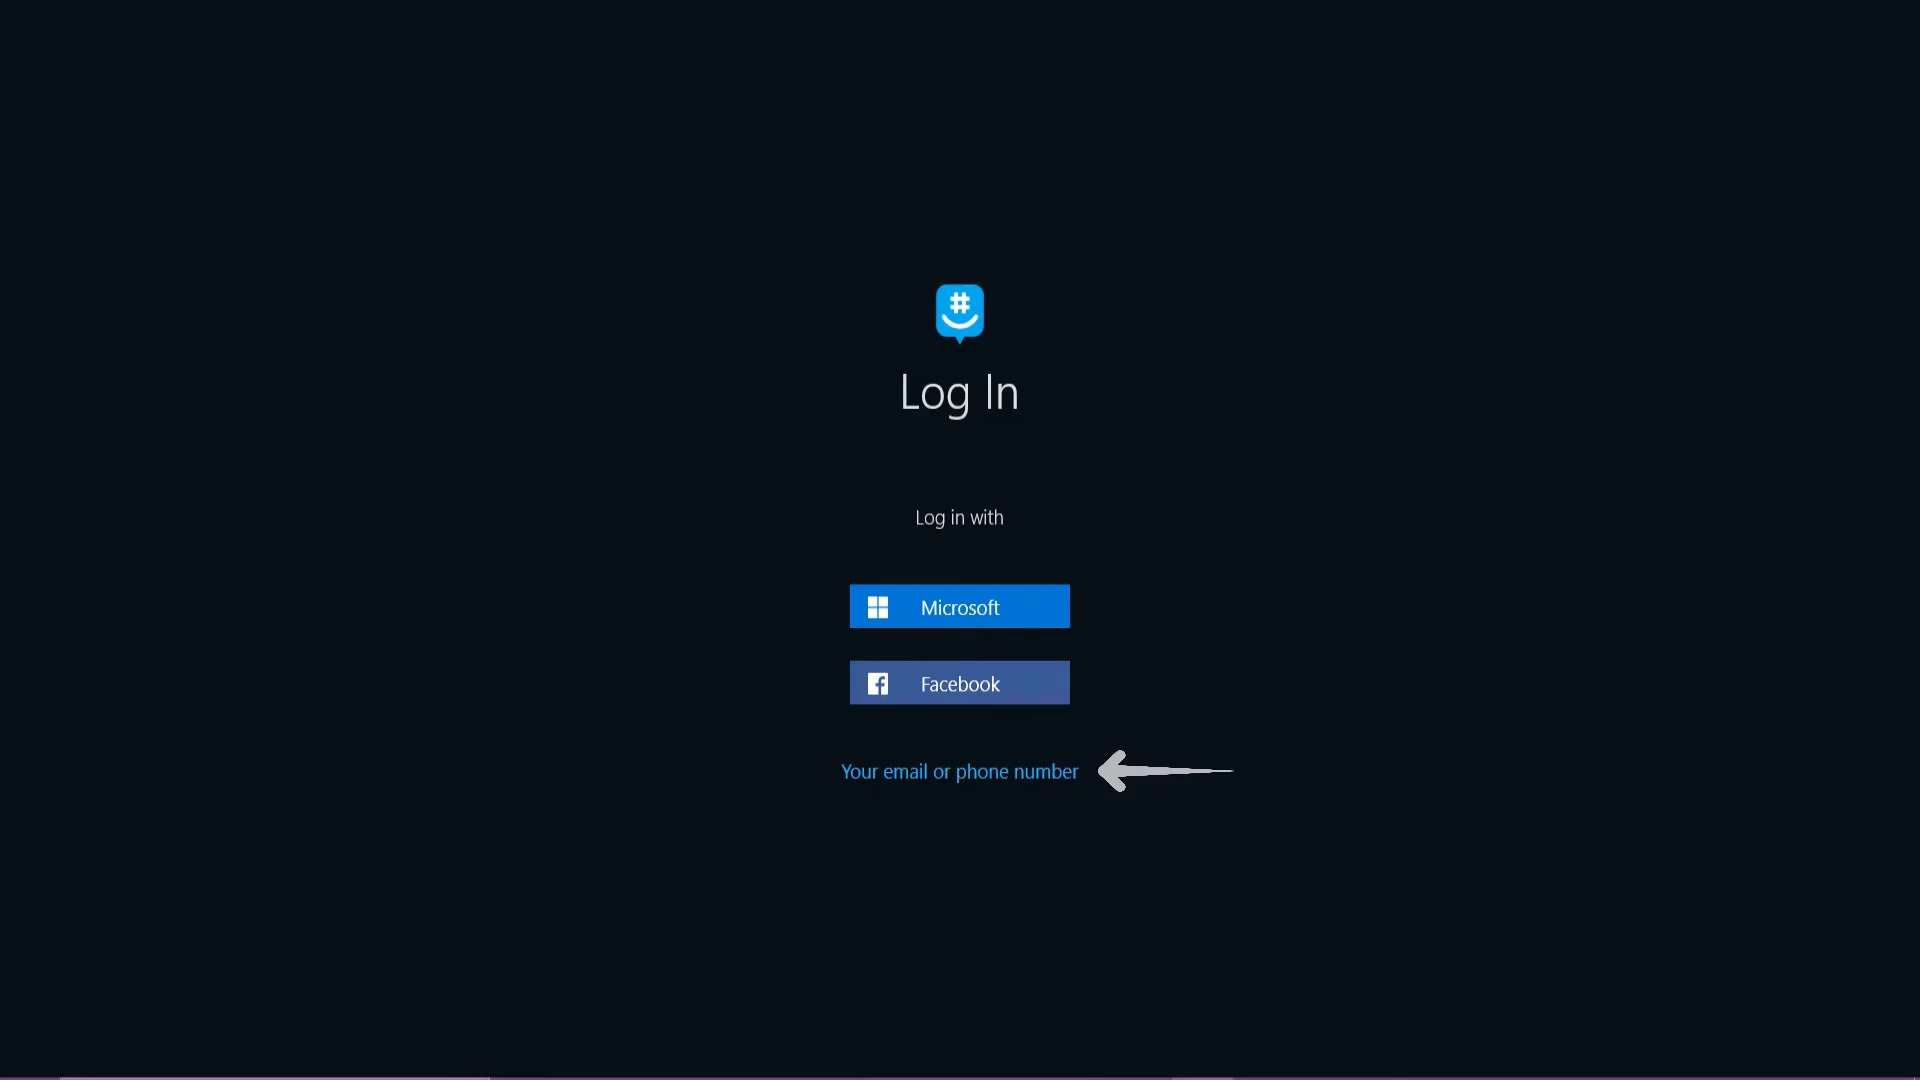 #
Log In
Log in with
Microsoft
Facebook
Your email or phone number